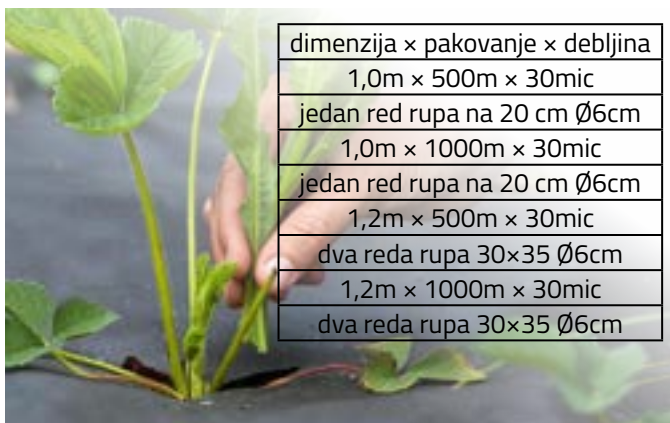 dimenzija × pakovanje × debljina
1,0m × 500m × 30mic
jedan red rupa na 20 cm Ø6cm
1,0m × 1000m × 30mic
jedan red rupa na 20 cm Ø6cm
1,2m × 500m × 30mic
dva reda rupa 30×35 Ø6cm
1,2m × 1000m × 30mic
dva reda rupa 30×35 Ø6cm